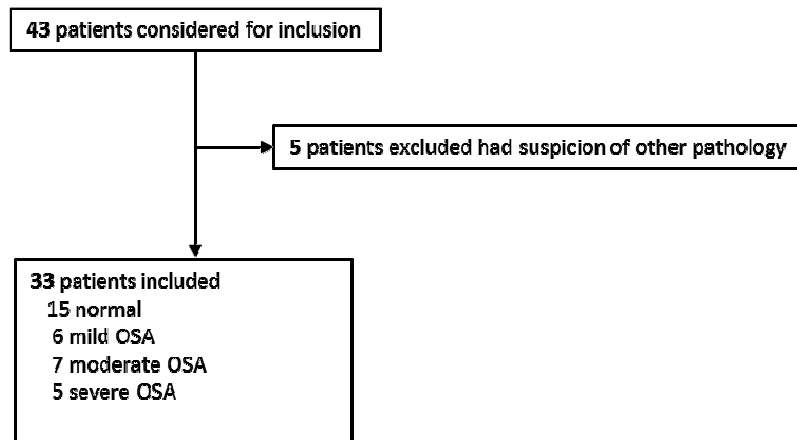 43 patients considered for inclusion
5 patients excluded had suspicion of other pathology
33 patients included
15 normal
6 mild OSA
7 moderate OSA
5 severe OSA